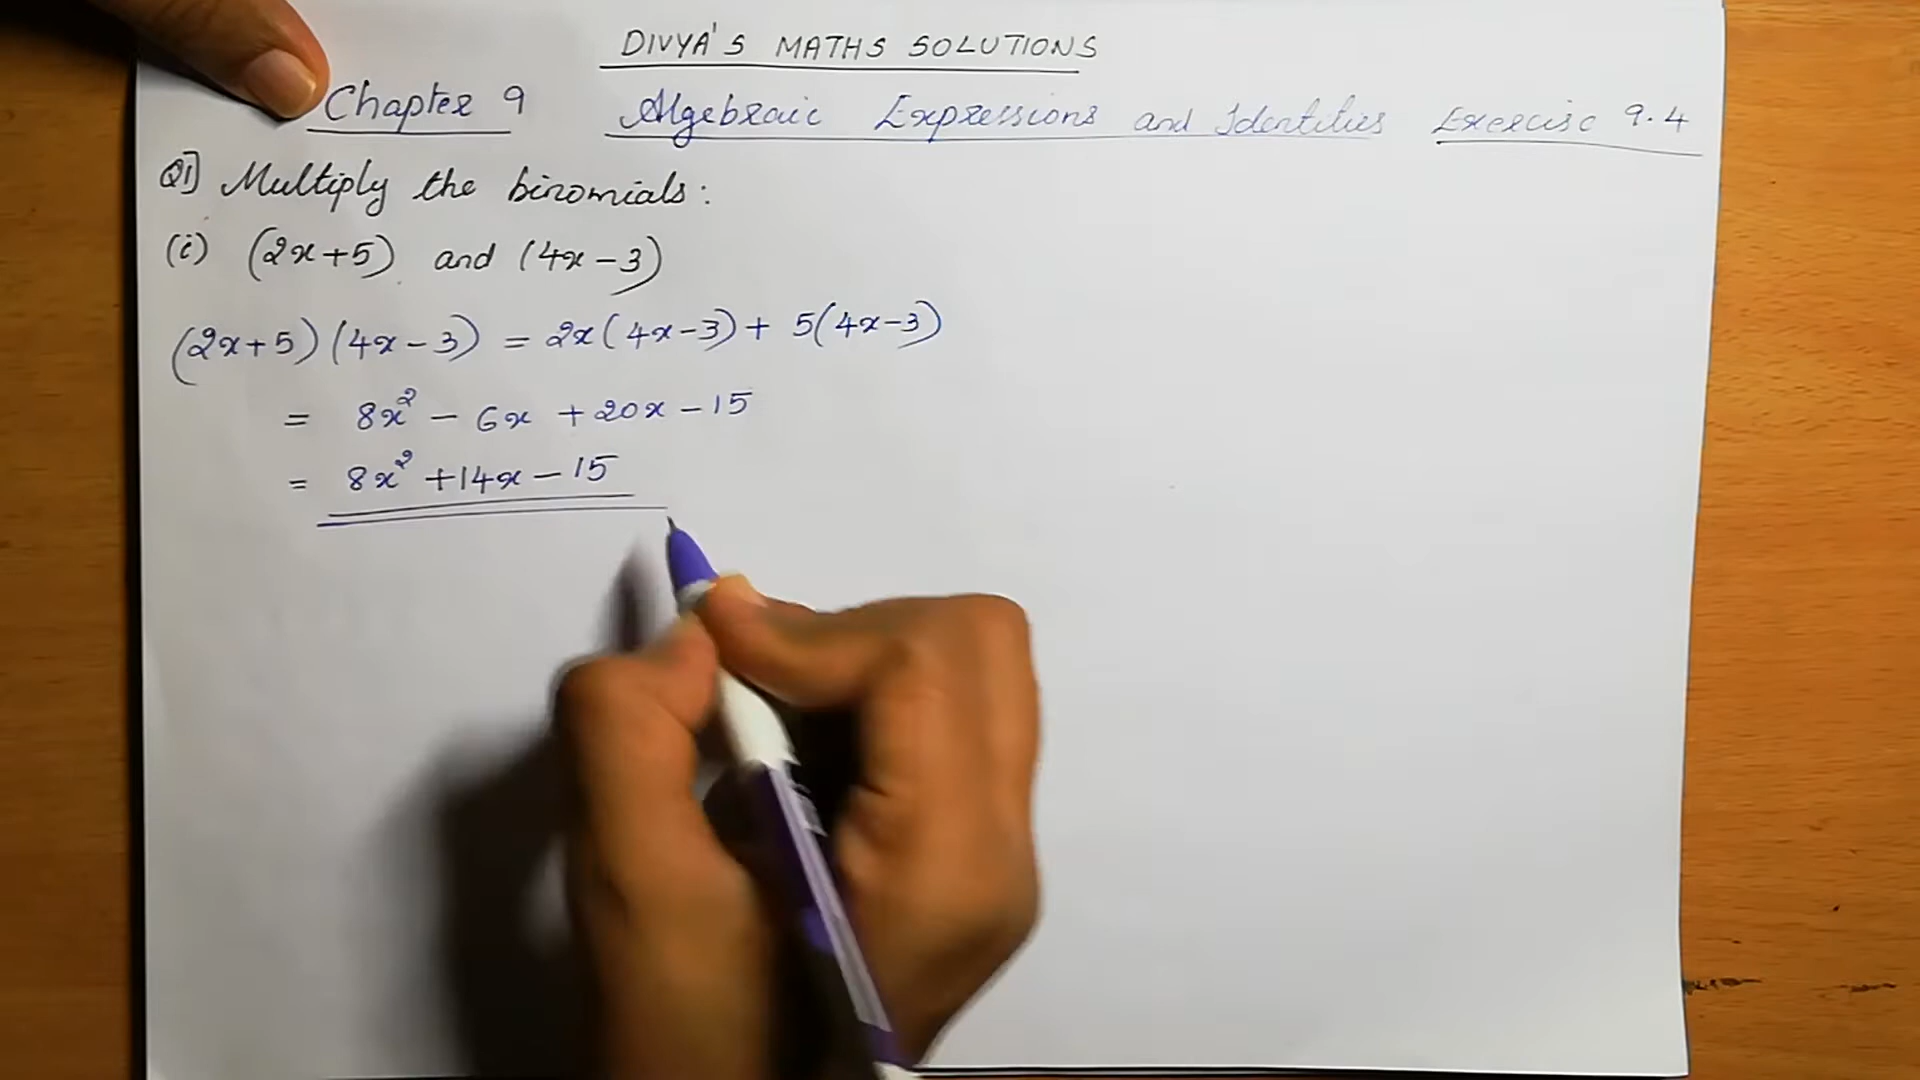 DIVYA'S MATHS SOLUTIONS
Chapter 9 Algebraic Expressions and Identities Exercise 9.4
Q1] Multiply the binomials:
(i) (2x+5) and (4x-3)
(2x+5)(4x-3) = 2x(4x-3)+ 5(4x-3)
= 8x² - 6x +20x -15
= 8x² +14x -15